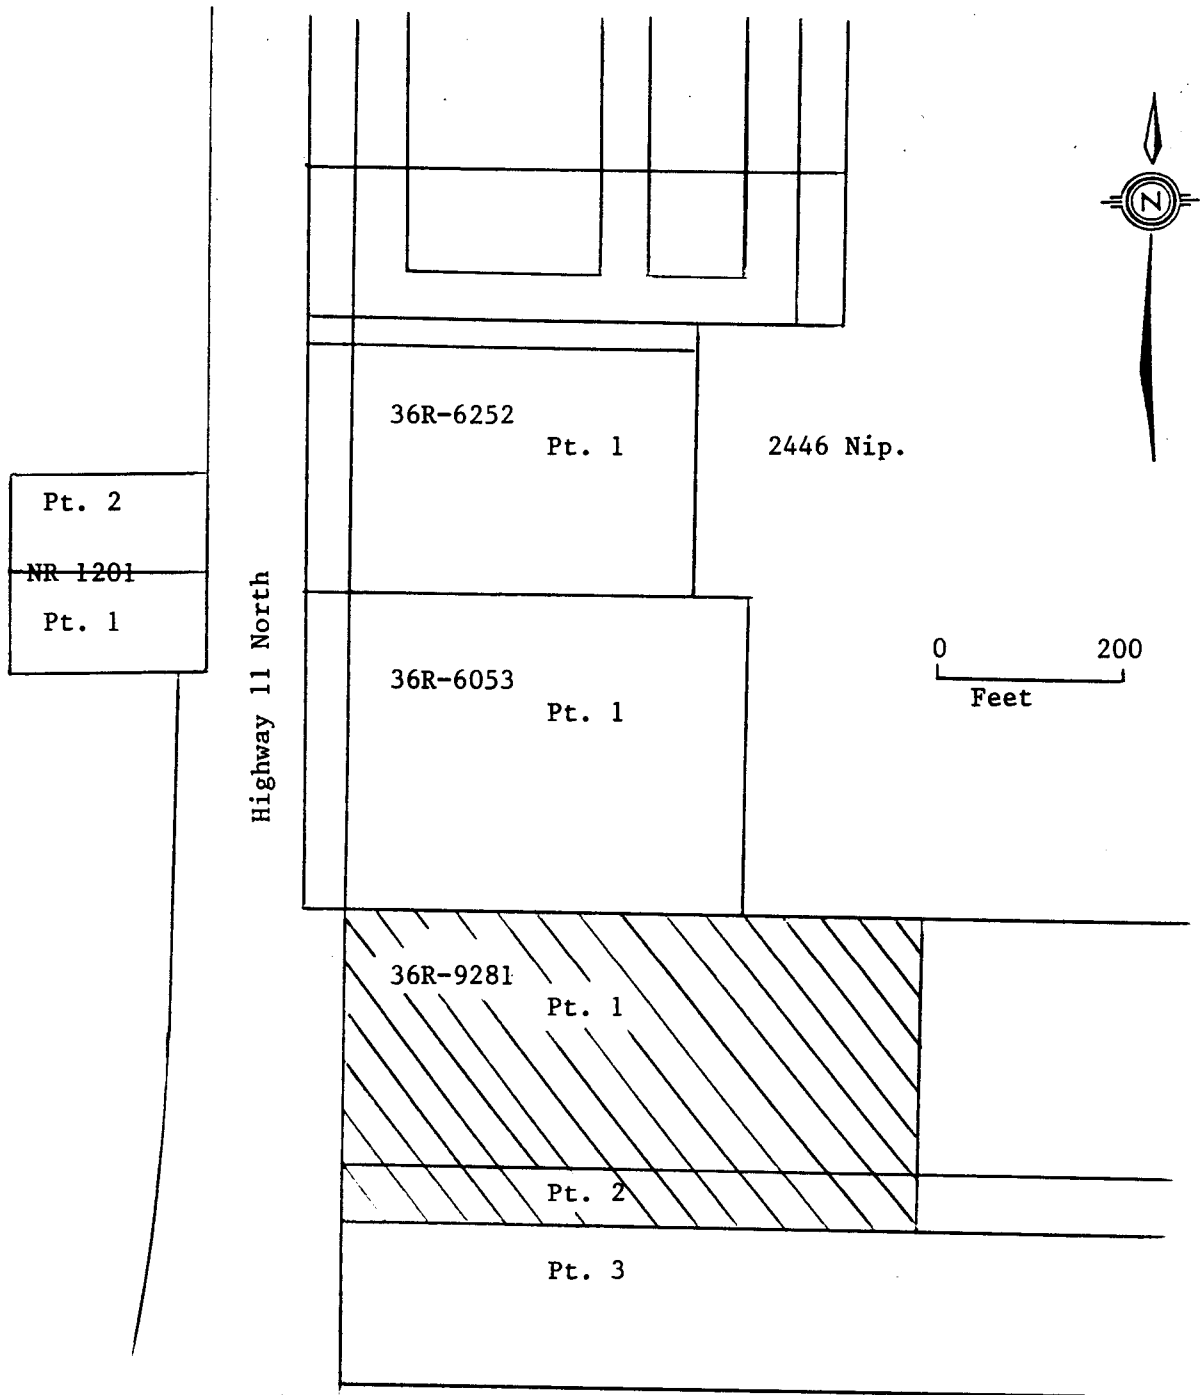 N
36R-6252
Pt. 1
2446 Nip.
Pt. 2
NR 1201
Pt. 1
Highway 11 North
36R-6053
Pt. 1
0 200
Feet
36R-9281
Pt. 1
Pt. 2
Pt. 3